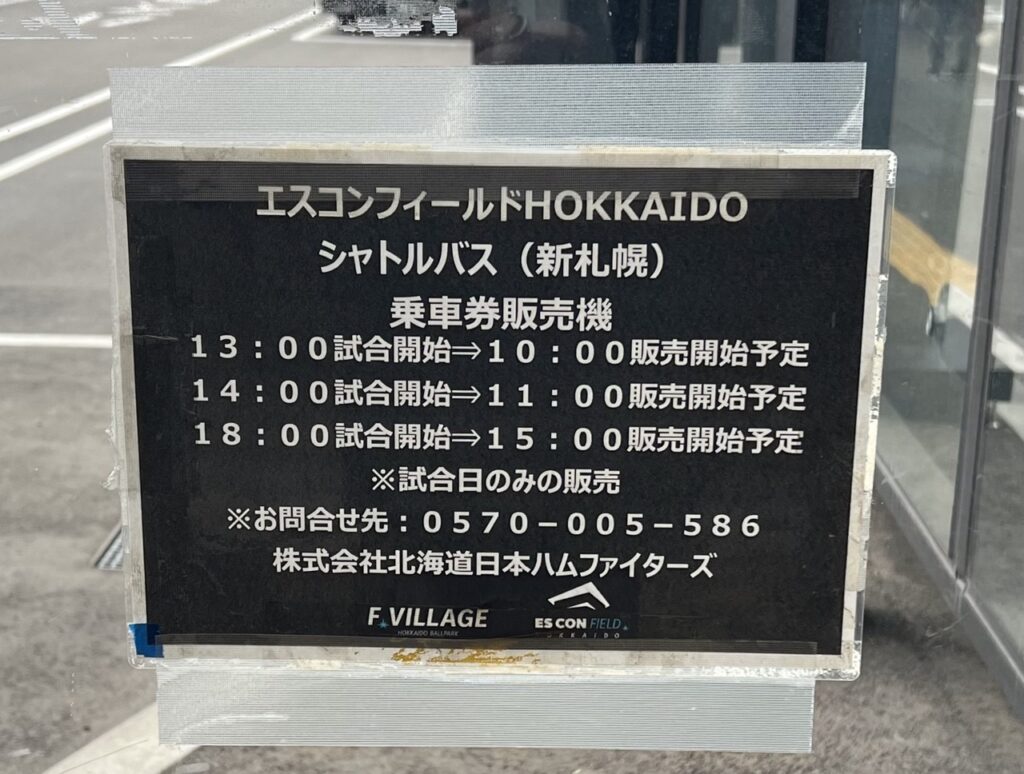 エスコンフィールドHOKKAIDO
シャトルバス（新札幌）
乗車券販売機
１３：００試合開始⇒１０：００販売開始予定
１４：００試合開始⇒１１：００販売開始予定
１８：００試合開始⇒１５：００販売開始予定
※試合日のみの販売
※お問合せ先：０５７０－００５－５８６
株式会社北海道日本ハムファイターズ
F VILLAGE
HOKKAIDO BALLPARK
ES CON FIELD
HOKKAIDO